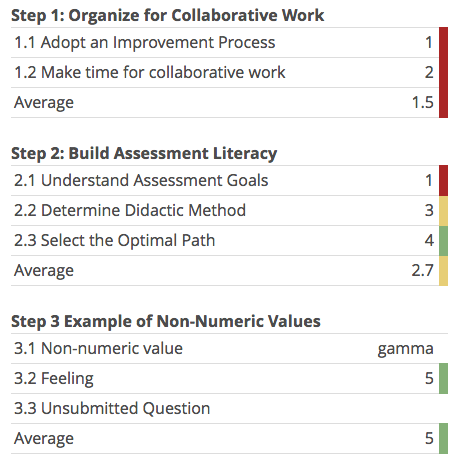 Step 1: Organize for Collaborative Work
1.1 Adopt an Improvement Process 1
1.2 Make time for collaborative work 2
Average 1.5
Step 2: Build Assessment Literacy
2.1 Understand Assessment Goals 1
2.2 Determine Didactic Method 3
2.3 Select the Optimal Path 4
Average 2.7
Step 3 Example of Non-Numeric Values
3.1 Non-numeric value gamma
3.2 Feeling 5
3.3 Unsubmitted Question
Average 5